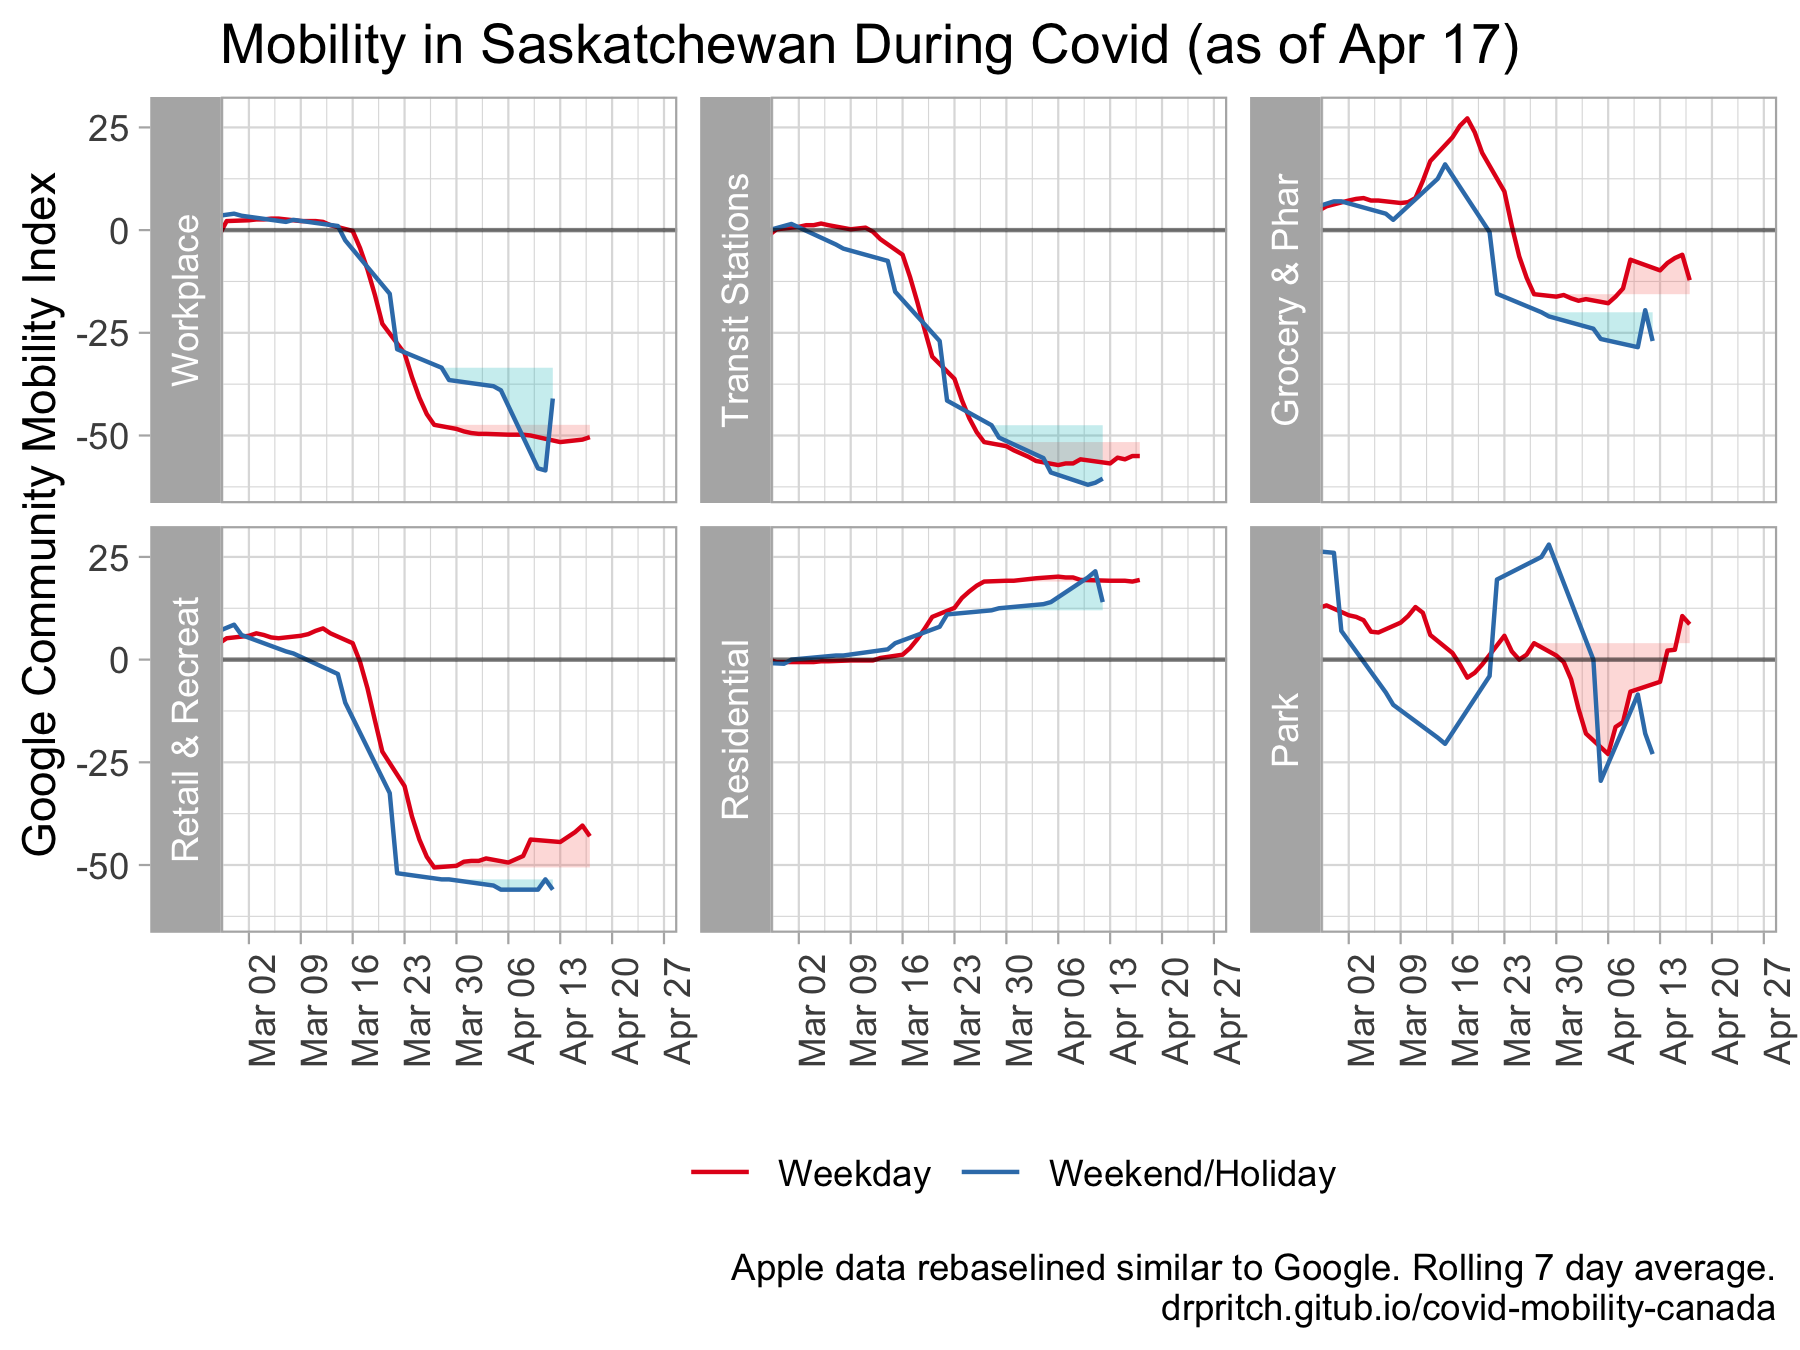 Mobility in Saskatchewan During Covid (as of Apr 17)
Google Community Mobility Index
25
0
-25
-50
Workplace
Transit Stations
Grocery & Phar
25
0
-25
-50
Retail & Recreat
Residential
Park
Mar 02 Mar 09 Mar 16 Mar 23 Mar 30 Apr 06 Apr 13 Apr 20 Apr 27
Mar 02 Mar 09 Mar 16 Mar 23 Mar 30 Apr 06 Apr 13 Apr 20 Apr 27
Mar 02 Mar 09 Mar 16 Mar 23 Mar 30 Apr 06 Apr 13 Apr 20 Apr 27
Weekday Weekend/Holiday
Apple data rebaselined similar to Google. Rolling 7 day average.
drpritch.gitub.io/covid-mobility-canada